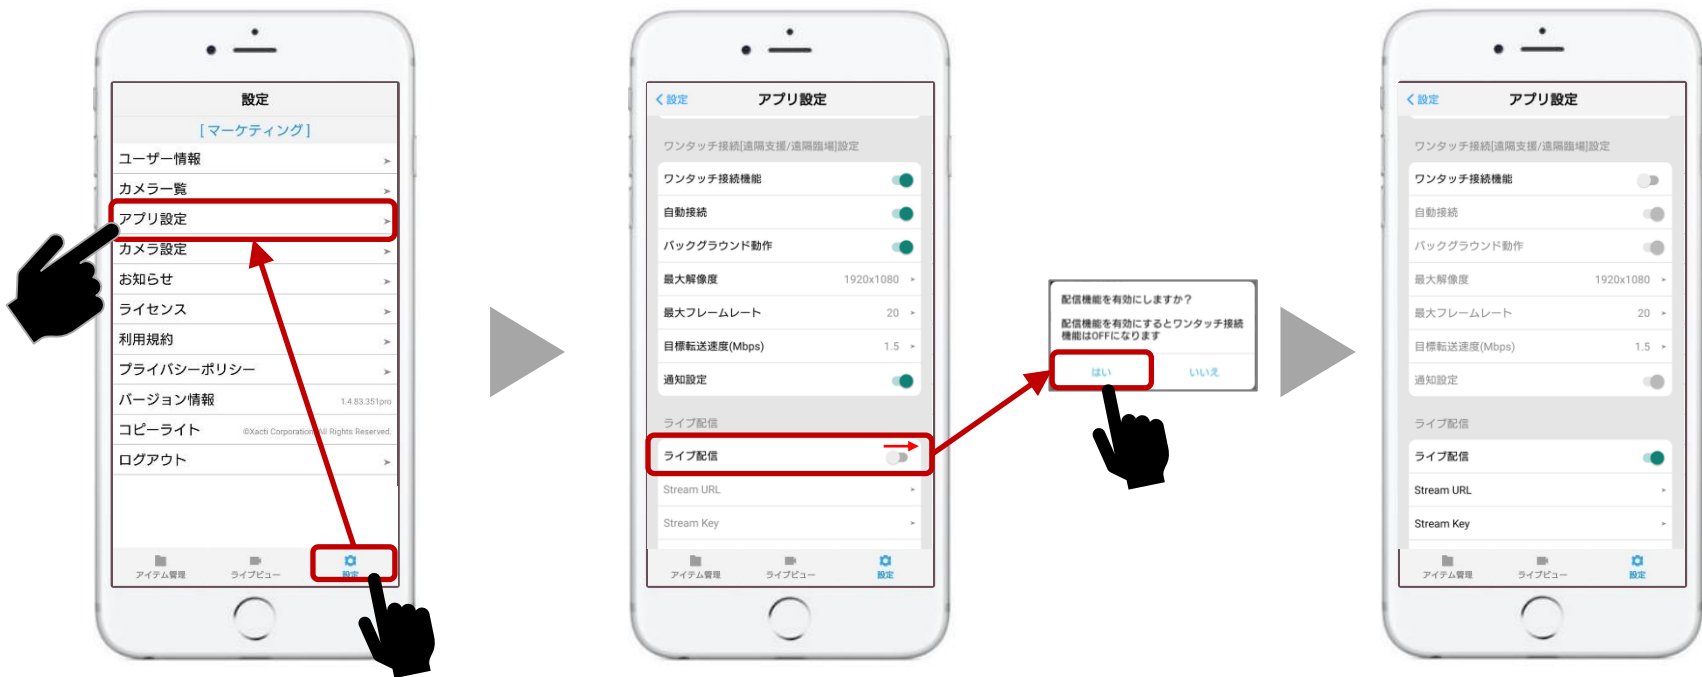 設定
[マーケティング]
ユーザー情報
カメラ一覧
アプリ設定
カメラ設定
お知らせ
ライセンス
利用規約
プライバシーポリシー
バージョン情報 1.4.83.351pro
コピーライト ©Xacti Corporation. All Rights Reserved.
ログアウト
アイテム管理 ライブビュー 設定
設定 アプリ設定
ワンタッチ接続[遠隔支援/遠隔臨場]設定
ワンタッチ接続機能
自動接続
バックグラウンド動作
最大解像度 1920x1080
最大フレームレート 20
目標転送速度(Mbps) 1.5
通知設定
ライブ配信
ライブ配信
Stream URL
Stream Key
アイテム管理 ライブビュー 設定
配信機能を有効にしますか?
配信機能を有効にするとワンタッチ接続
機能はOFFになります
はい いいえ
設定 アプリ設定
ワンタッチ接続[遠隔支援/遠隔臨場]設定
ワンタッチ接続機能
自動接続
バックグラウンド動作
最大解像度 1920x1080
最大フレームレート 20
目標転送速度(Mbps) 1.5
通知設定
ライブ配信
ライブ配信
Stream URL
Stream Key
アイテム管理 ライブビュー 設定